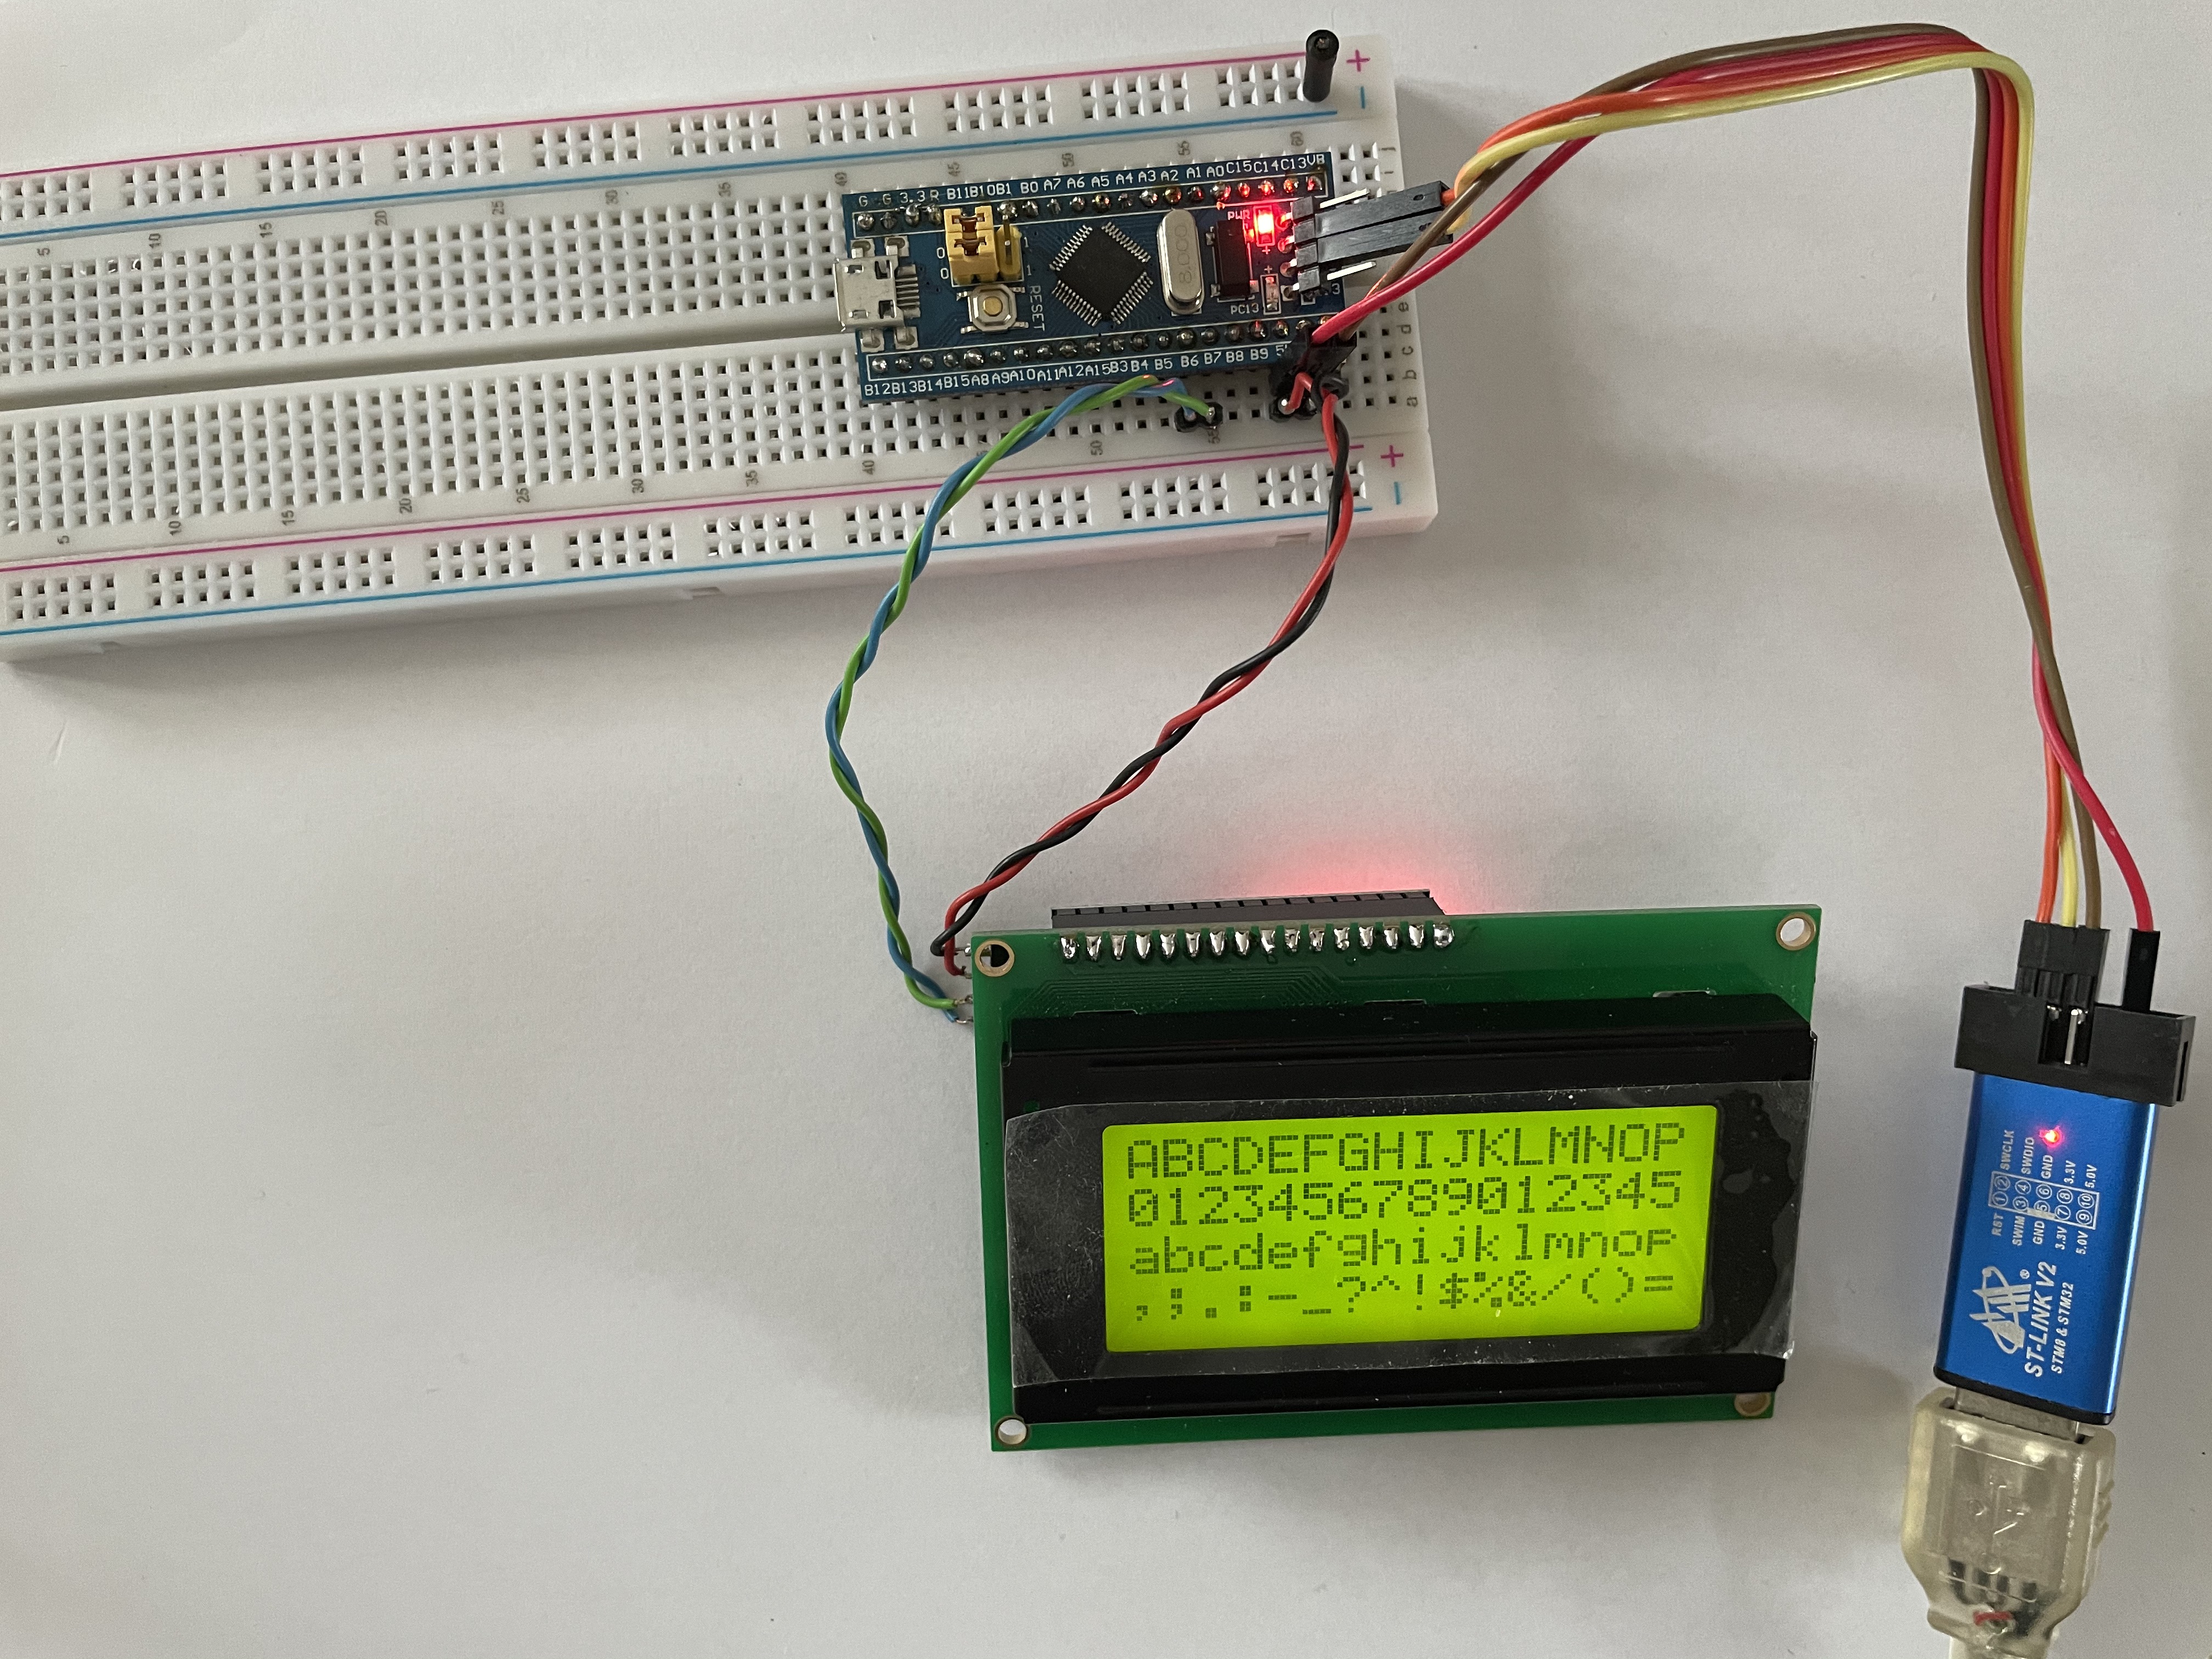 ABCDEFGHIJKLMNOP
0123456789012345
abcdefghijklmnop
,;.:-_<>!$%&/()=
ST-LINK V2
STM8 & STM32
RST 1 2 SWCLK
SWIM 3 4 SWDIO
GND 5 6 GND
3.3V 7 8 3.3V
5.0V 9 10 5.0V
G G 3.3 R B11 B10 B1 B0 A7 A6 A5 A4 A3 A2 A1 A0 C15 C14 C13 VB
B12 B13 B14 B15 A8 A9 A10 A11 A12 A15 B3 B4 B5 B6 B7 B8 B9 5
RESET
8.000
PC13
PWR
5 10 15 20 25 30 35 40 45 50 55 60
5 10 15 20 25 30 35 40 50 55
a b c d e
i j
- +
- +